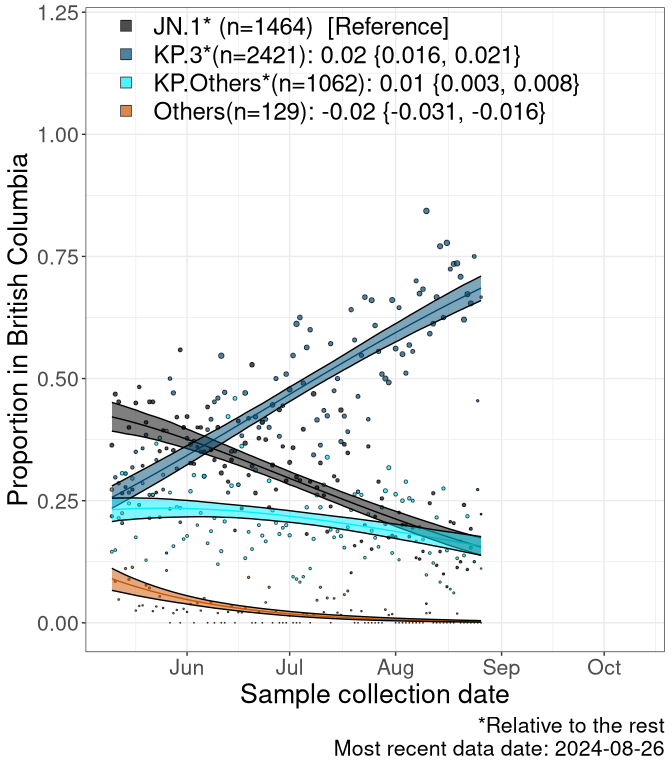 1.25
JN.1* (n=1464)  [Reference]
KP.3*(n=2421): 0.02 {0.016, 0.021}
KP.Others*(n=1062): 0.01 {0.003, 0.008}
Others(n=129): -0.02 {-0.031, -0.016}
1.00
0.75
0.50
0.25
0.00
Proportion in British Columbia
Jun Jul Aug Sep Oct
Sample collection date
*Relative to the rest
Most recent data date: 2024-08-26